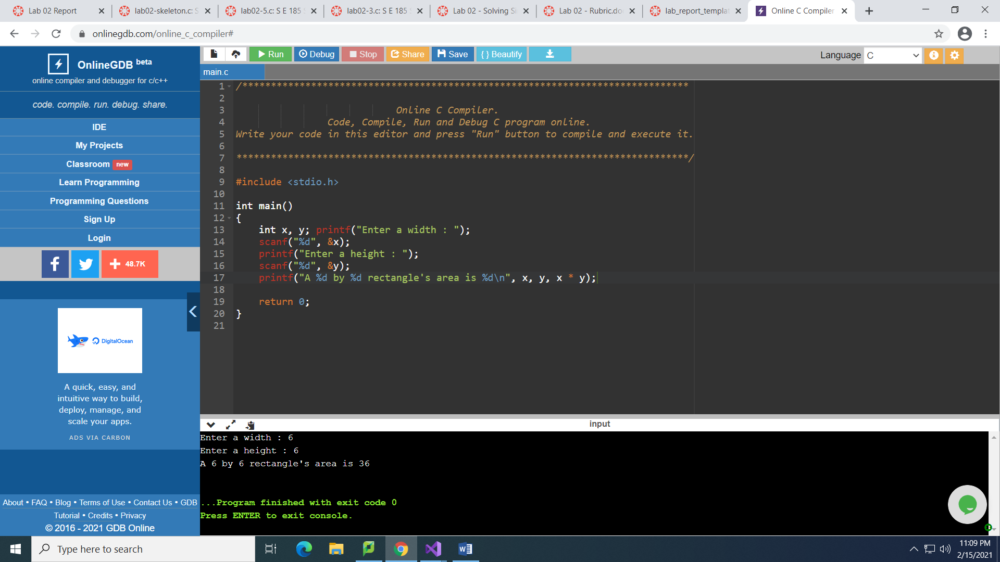 Lab 02 Report
lab02-skeleton.c: S
lab02-5.c: S E 185 S
lab02-3.c: S E 185 S
Lab 02 - Solving Si
Lab 02 - Rubric.do
lab_report_templat
Online C Compiler
onlinegdb.com/online_c_compiler#
OnlineGDB beta
online compiler and debugger for c/c++
code. compile. run. debug. share.
IDE
My Projects
Classroom new
Learn Programming
Programming Questions
Sign Up
Login
48.7K
DigitalOcean
A quick, easy, and
intuitive way to build,
deploy, manage, and
scale your apps.
ADS VIA CARBON
About • FAQ • Blog • Terms of Use • Contact Us • GDB
Tutorial • Credits • Privacy
© 2016 - 2021 GDB Online
Run Debug Stop Share Save { } Beautify
Language C
main.c
1 /******************************************************************************
2
3 Online C Compiler.
4 Code, Compile, Run and Debug C program online.
5 Write your code in this editor and press "Run" button to compile and execute it.
6
7 *******************************************************************************/
8
9 #include <stdio.h>
10
11 int main()
12 {
13 int x, y; printf("Enter a width : ");
14 scanf("%d", &x);
15 printf("Enter a height : ");
16 scanf("%d", &y);
17 printf("A %d by %d rectangle's area is %d\n", x, y, x * y);
18
19 return 0;
20 }
21
input
Enter a width : 6
Enter a height : 6
A 6 by 6 rectangle's area is 36
...Program finished with exit code 0
Press ENTER to exit console.
Type here to search
11:09 PM
2/15/2021